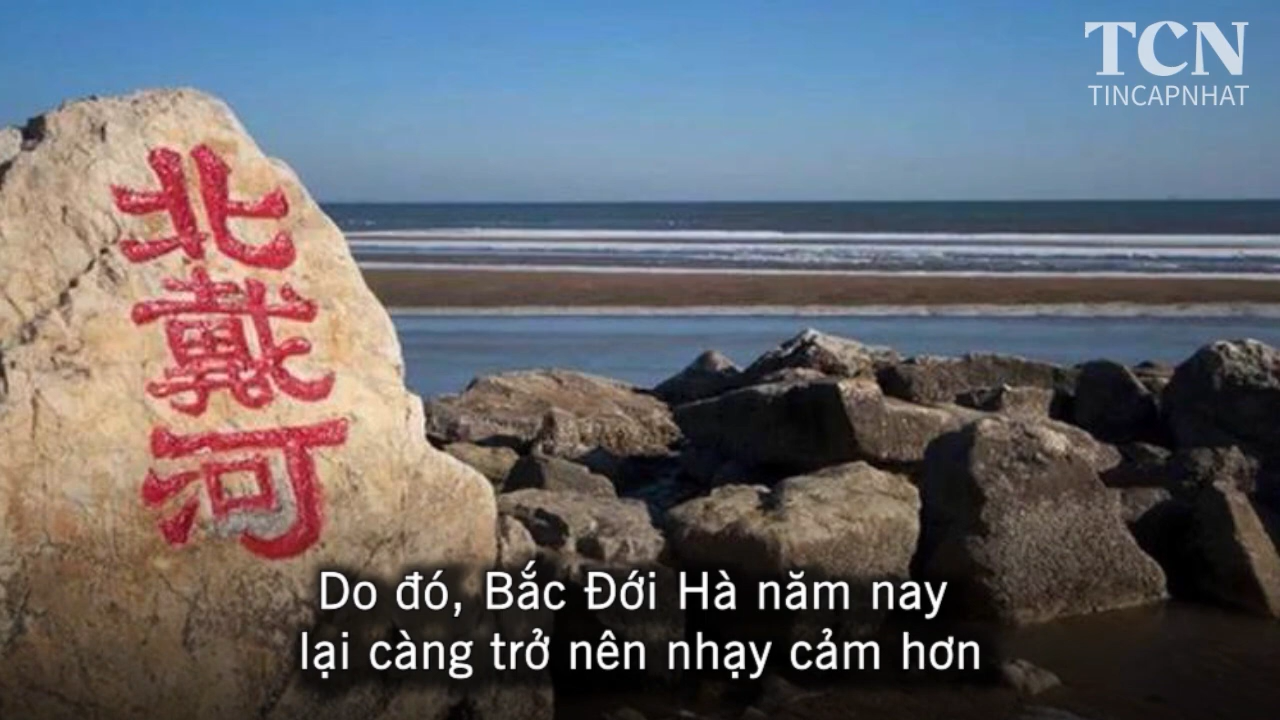 TCN
TINCAPNHAT
北戴河
Do đó, Bắc Đới Hà năm nay
lại càng trở nên nhạy cảm hơn